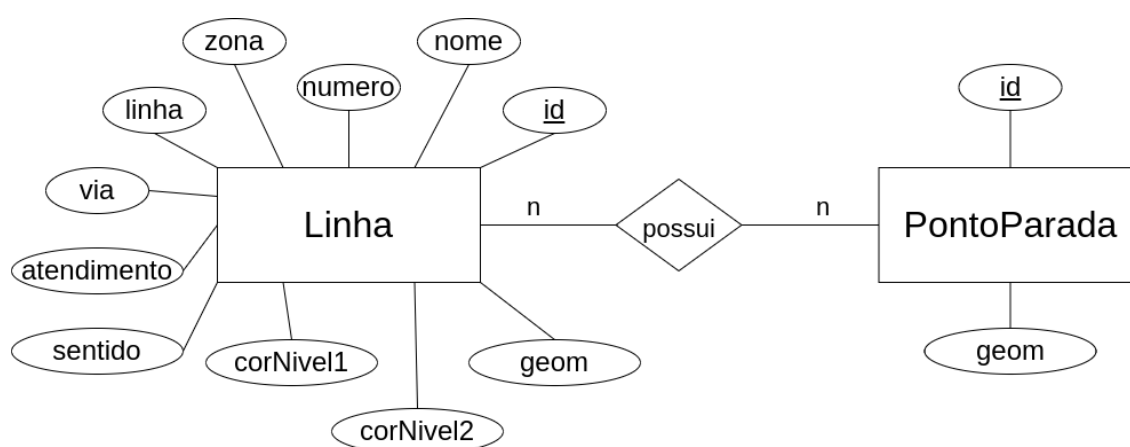 zona
nome
numero
linha
id
id
via
Linha
n
possui
n
PontoParada
atendimento
sentido
corNivel1
geom
geom
corNivel2